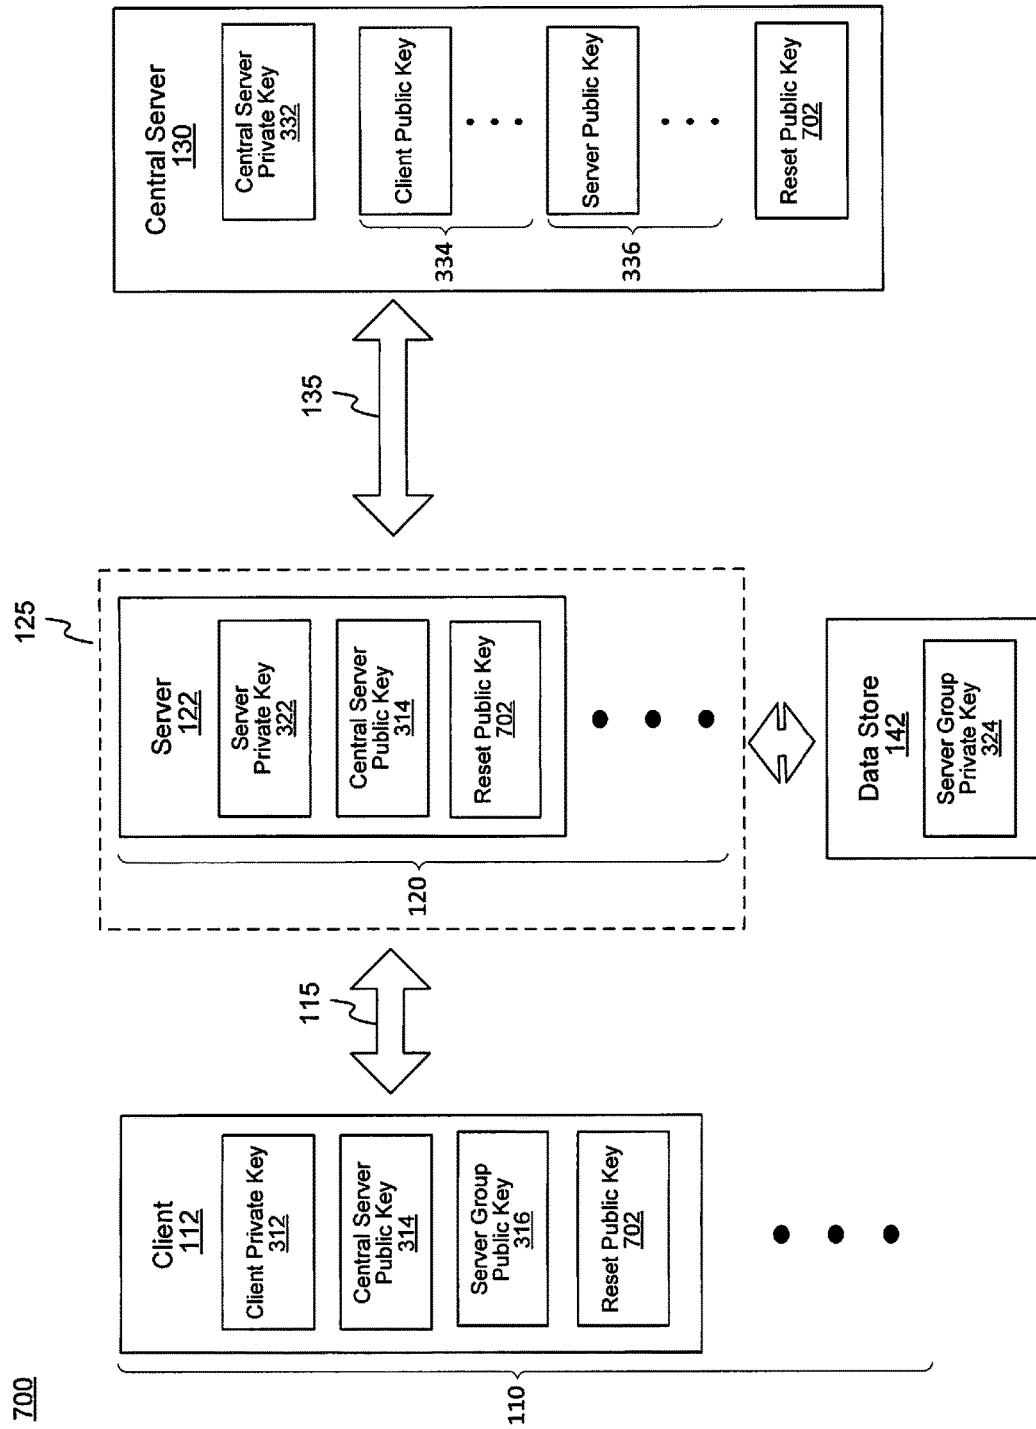 700
110
Client
112
Client Private Key
312
Central Server
Public Key
314
Server Group
Public Key
316
Reset Public Key
702
115
125
120
Server
122
Server
Private Key
322
Central Server
Public Key
314
Reset Public Key
702
Data Store
142
Server Group
Private Key
324
135
Central Server
130
Central Server
Private Key
332
334
Client Public Key
336
Server Public Key
Reset Public Key
702